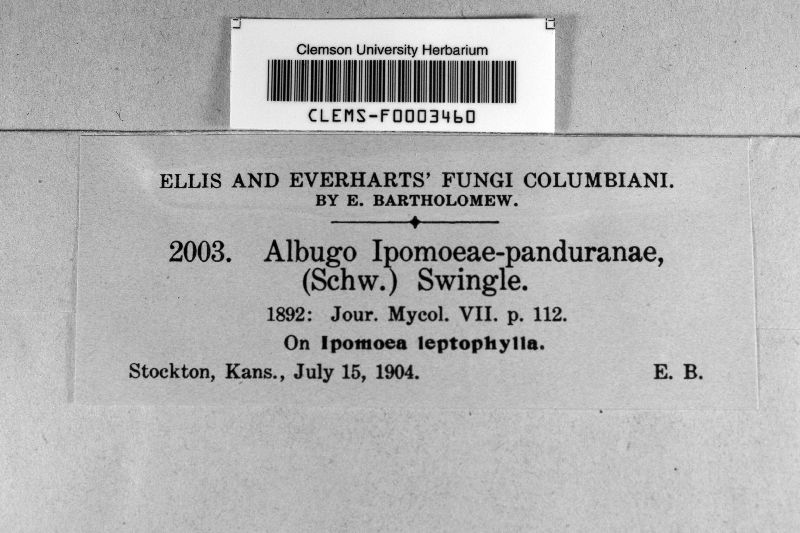 Clemson University Herbarium
CLEMS-F0003460
ELLIS AND EVERHARTS' FUNGI COLUMBIANI.
BY E. BARTHOLOMEW.
2003. Albugo Ipomoeae-panduranae,
(Schw.) Swingle.
1892: Jour. Mycol. VII. p. 112.
On Ipomoea leptophylla.
Stockton, Kans., July 15, 1904. E. B.